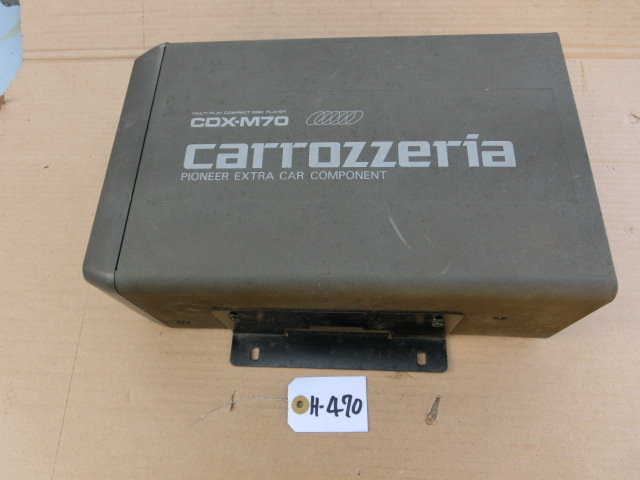 MULTI-PLAY COMPACT DISC PLAYER
CDX-M70
carrozzeria
PIONEER EXTRA CAR COMPONENT
H-470